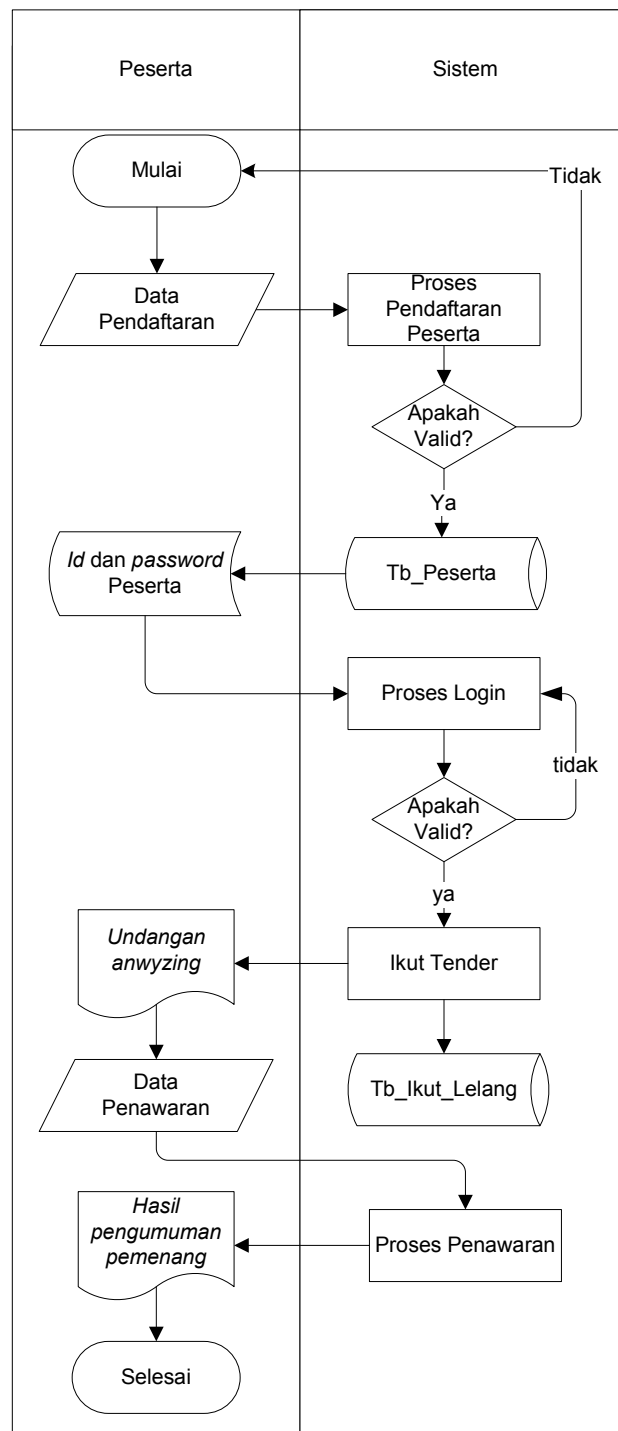 Peserta
Sistem
Mulai
Tidak
Data
Pendaftaran
Proses
Pendaftaran
Peserta
Apakah
Valid?
Ya
Id dan password
Peserta
Tb_Peserta
Proses Login
tidak
Apakah
Valid?
ya
Undangan
anwyzing
Ikut Tender
Data
Penawaran
Tb_Ikut_Lelang
Hasil
pengumuman
pemenang
Proses Penawaran
Selesai